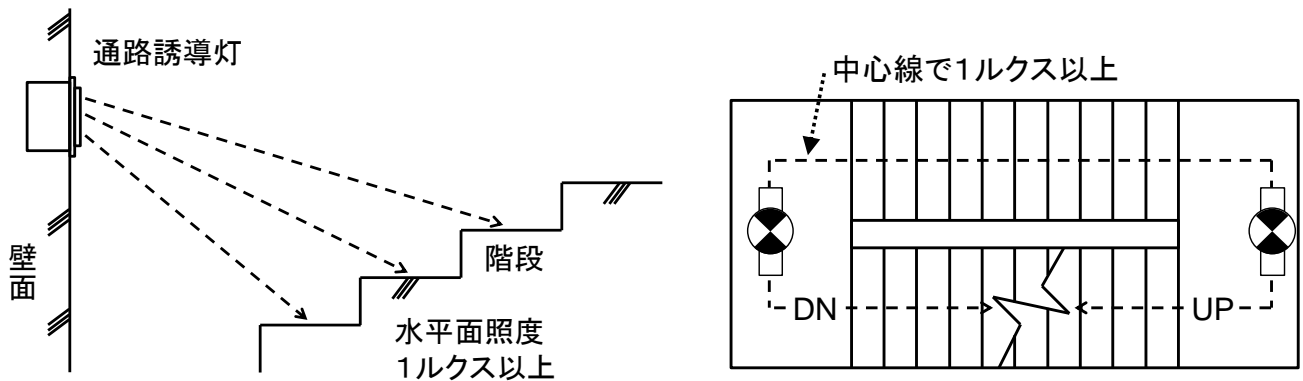 通路誘導灯
壁面
階段
水平面照度
1ルクス以上
中心線で1ルクス以上
DN
UP